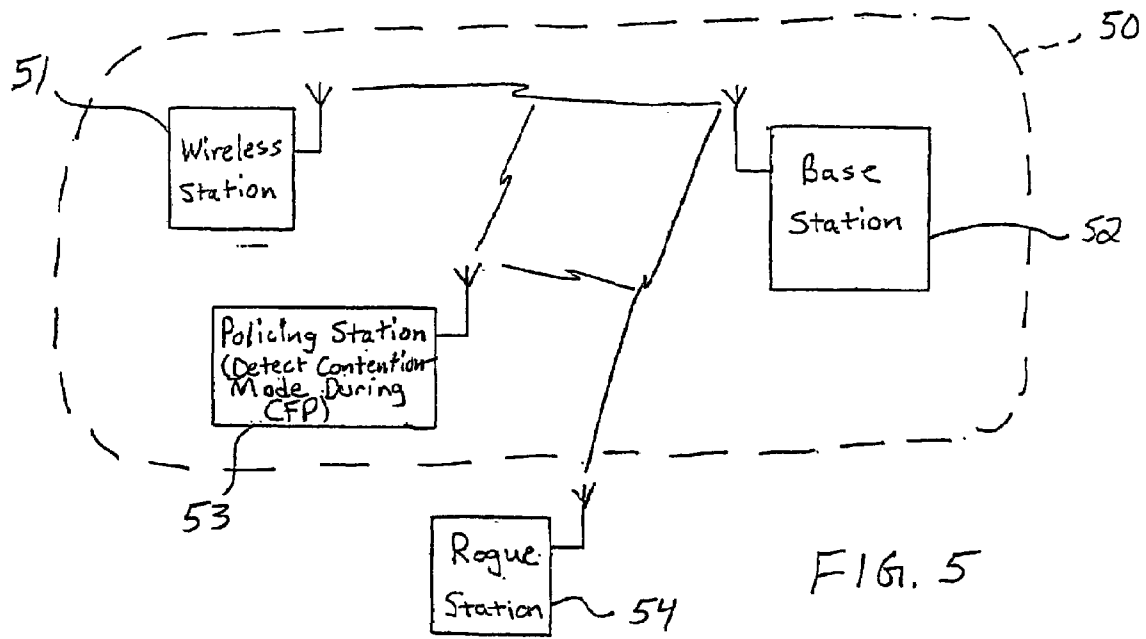 50
51
Wireless
Station
Base
Station
52
Policing Station
(Detect Contention
Mode During
CFP)
53
Rogue
Station
54
FIG. 5